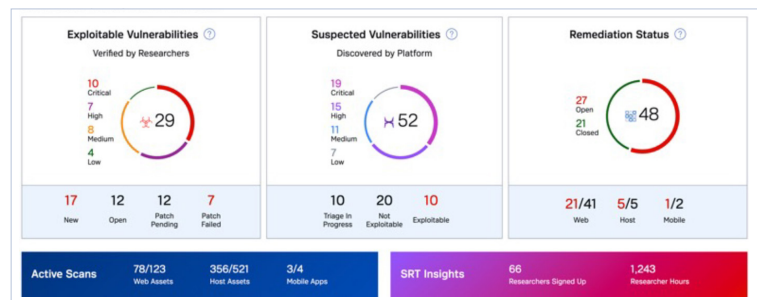 Exploitable Vulnerabilities ?
Verified by Researchers
10
Critical
7
High
8
Medium
4
Low
29
17
New
12
Open
12
Patch
Pending
7
Patch
Failed
Suspected Vulnerabilities ?
Discovered by Platform
19
Critical
15
High
11
Medium
7
Low
52
10
Triage In
Progress
20
Not
Exploitable
10
Exploitable
Remediation Status ?
27
Open
21
Closed
48
21/41
Web
5/5
Host
1/2
Mobile
Active Scans
78/123
Web Assets
356/521
Host Assets
3/4
Mobile Apps
SRT Insights
66
Researchers Signed Up
1,243
Researcher Hours